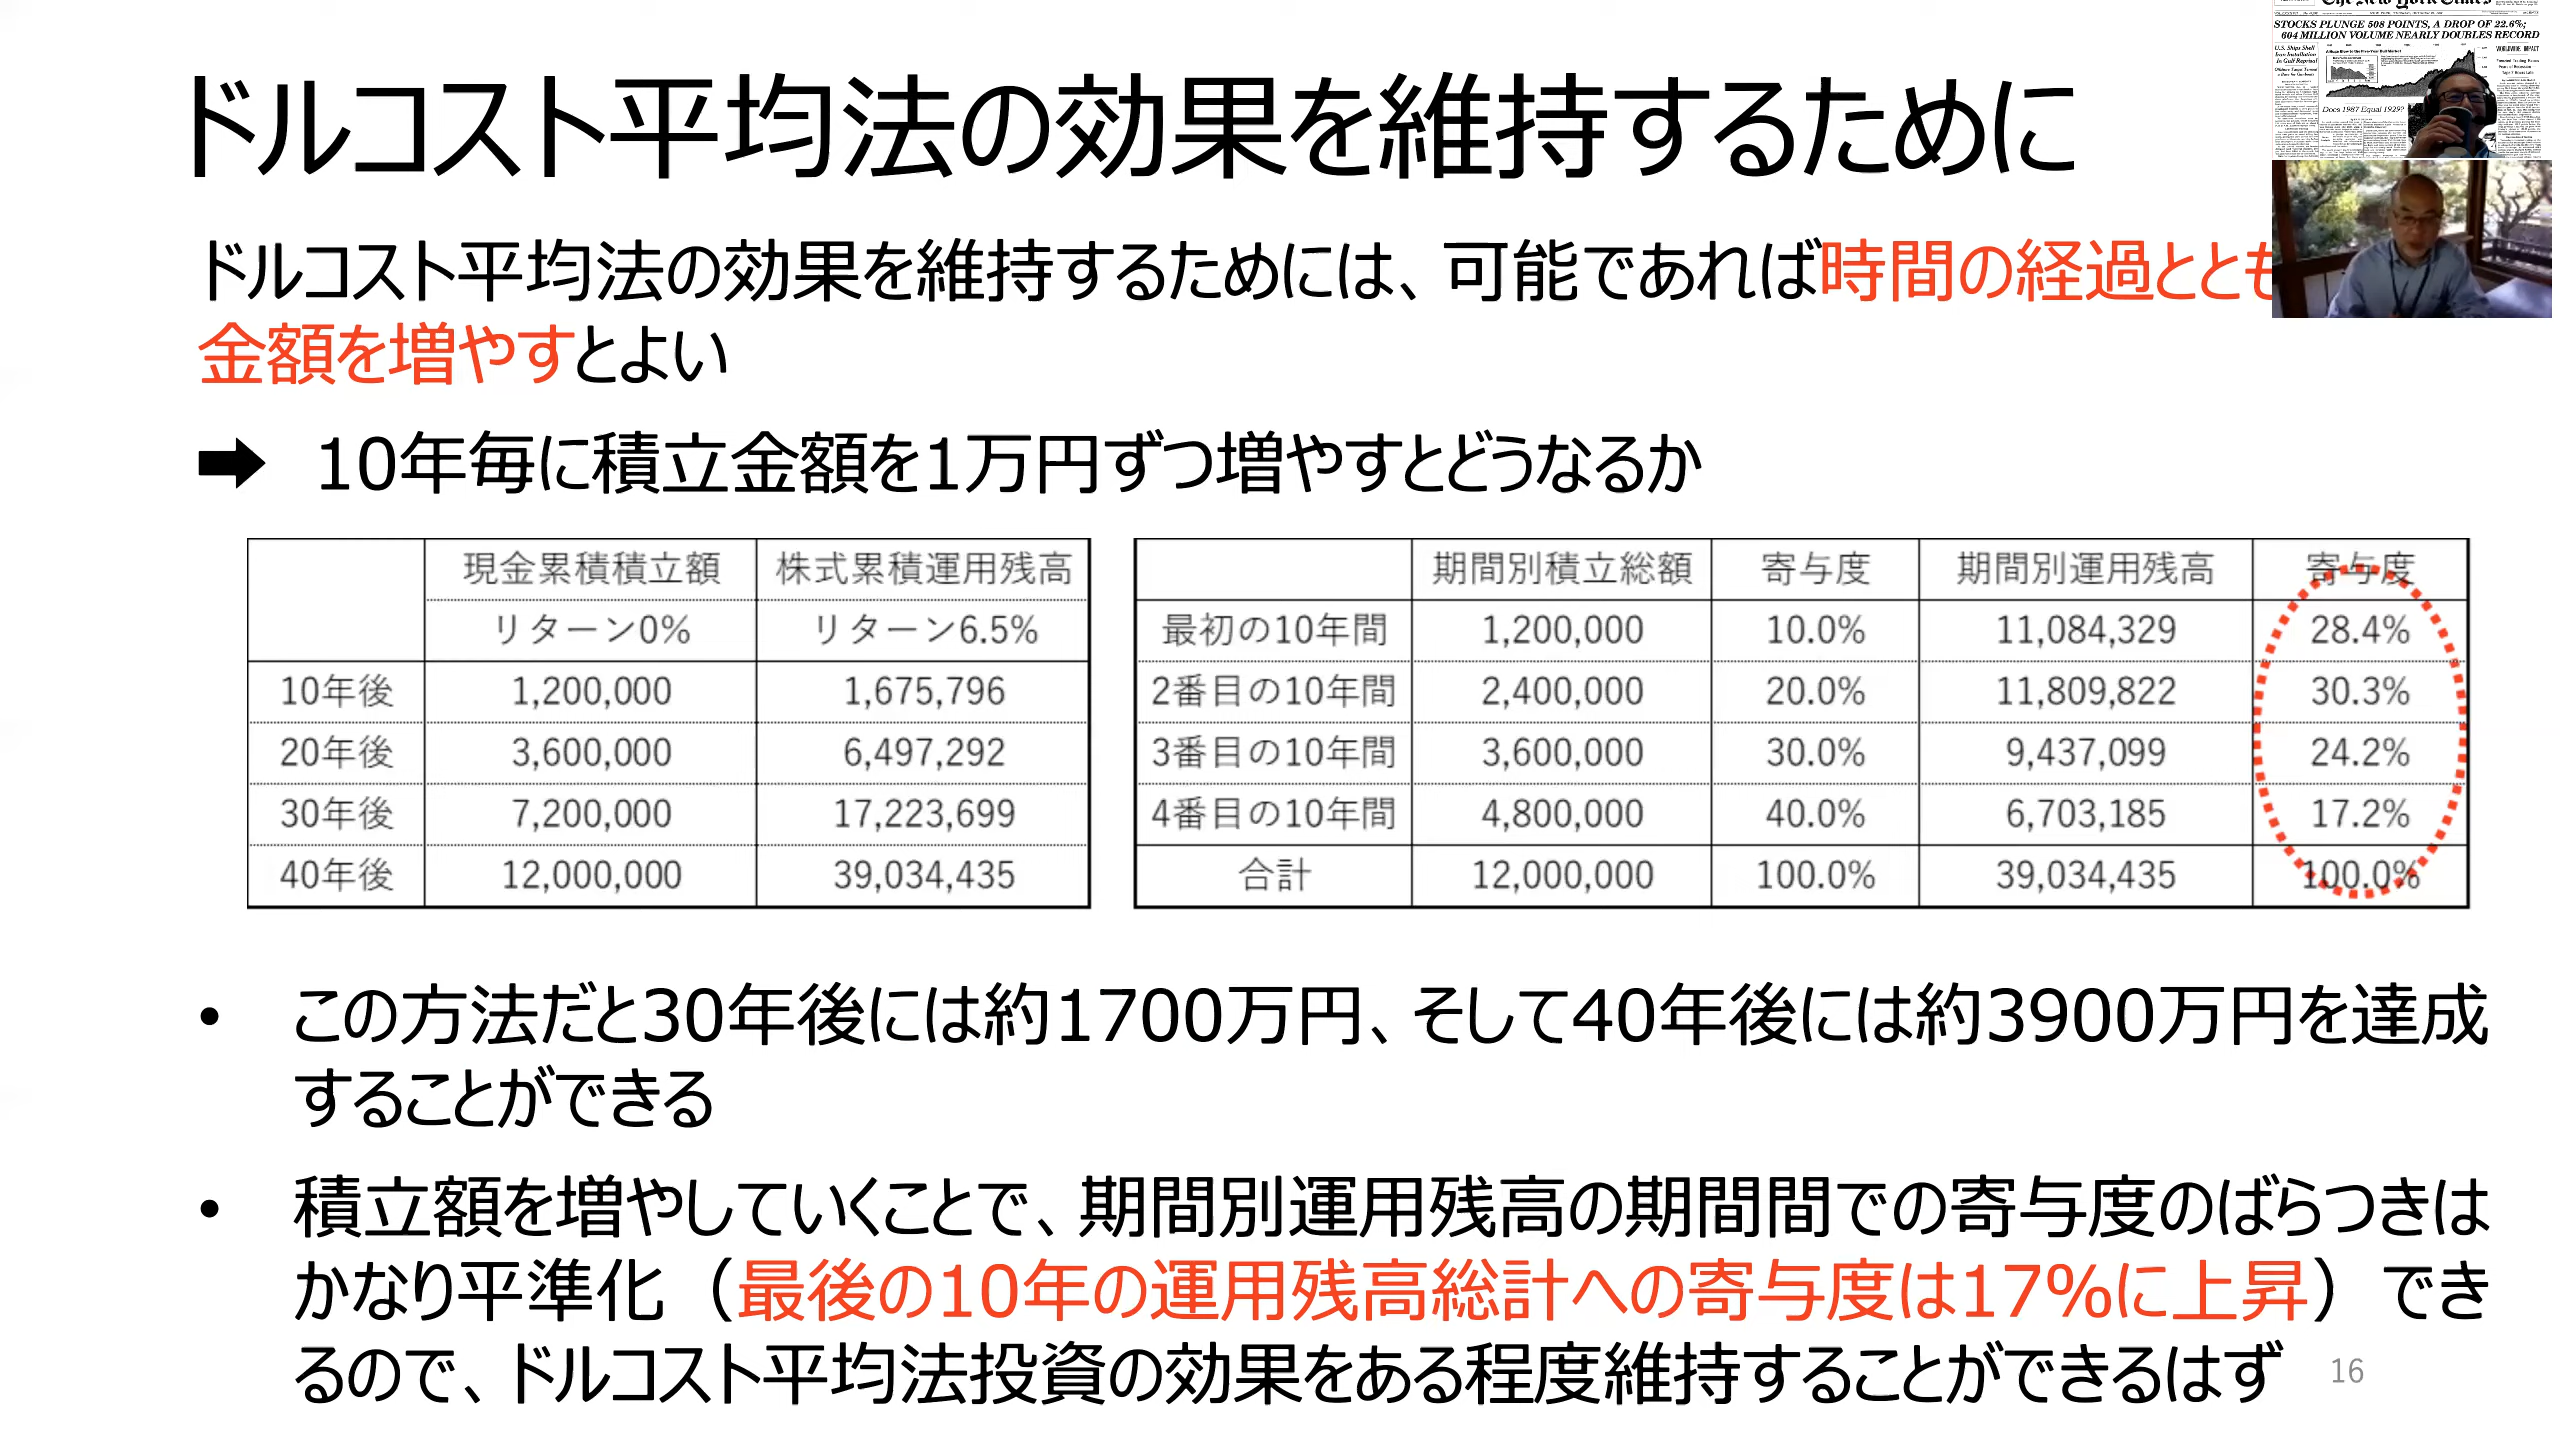 ドルコスト平均法の効果を維持するために
ドルコスト平均法の効果を維持するためには、可能であれば時間の経過ととも
金額を増やすとよい
➡ 10年毎に積立金額を1万円ずつ増やすとどうなるか
現金累積積立額 株式累積運用残高
リターン0% リターン6.5%
10年後 1,200,000 1,675,796
20年後 3,600,000 6,497,292
30年後 7,200,000 17,223,699
40年後 12,000,000 39,034,435
期間別積立総額 寄与度 期間別運用残高 寄与度
最初の10年間 1,200,000 10.0% 11,084,329 28.4%
2番目の10年間 2,400,000 20.0% 11,809,822 30.3%
3番目の10年間 3,600,000 30.0% 9,437,099 24.2%
4番目の10年間 4,800,000 40.0% 6,703,185 17.2%
合計 12,000,000 100.0% 39,034,435 100.0%
• この方法だと30年後には約1700万円、そして40年後には約3900万円を達成
することができる
• 積立額を増やしていくことで、期間別運用残高の期間間での寄与度のばらつきは
かなり平準化（最後の10年の運用残高総計への寄与度は17%に上昇）でき
るので、ドルコスト平均法投資の効果をある程度維持することができるはず
16
The New York Times
STOCKS PLUNGE 508 POINTS, A DROP OF 22.6%;
604 MILLION VOLUME NEARLY DOUBLES RECORD
U.S. Ships Shell
Iran Installation
In Gulf Reprisal
WORLDWIDE IMPACT
Does 1987 Equal 1929?